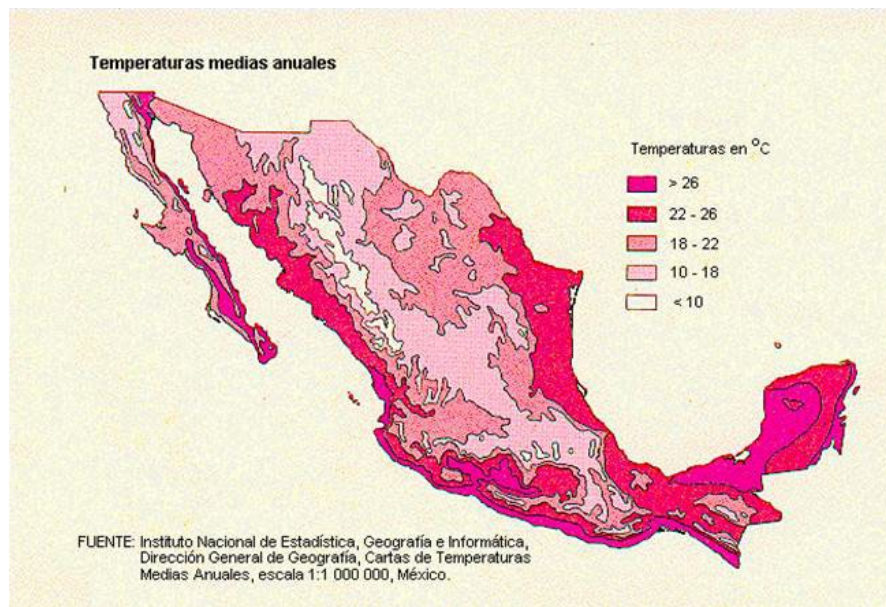 Temperaturas medias anuales
Temperaturas en °C
> 26
22 - 26
18 - 22
10 - 18
< 10
FUENTE: Instituto Nacional de Estadística, Geografía e Informática,
Dirección General de Geografía, Cartas de Temperaturas
Medias Anuales, escala 1:1 000 000, México.